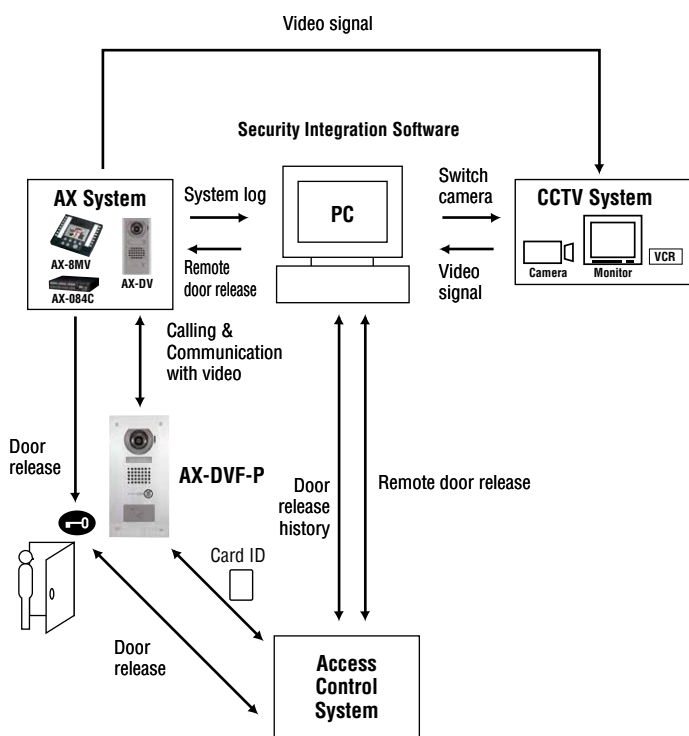 Video signal
Security Integration Software
AX System
AX-8MV
AX-084C
AX-DV
System log
Remote
door release
PC
Switch
camera
Video
signal
CCTV System
Camera
Monitor
VCR
Calling &
Communication
with video
Door
release
AX-DVF-P
Card ID
Door
release
history
Remote door release
Door
release
Access
Control
System